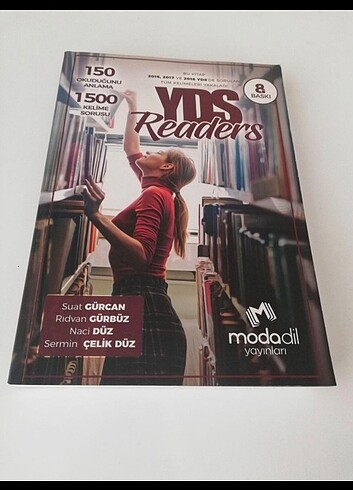 150
OKUDUĞUNU
ANLAMA
1500
KELİME
SORUSU
BU KİTAP
2016, 2017 VE 2018 YDS'DE SORULAN
TÜM KELİMELERİ YAKALADI
8.
BASKI
YDS
Readers
Suat GÜRCAN
Rıdvan GÜRBÜZ
Naci DÜZ
Sermin ÇELİK DÜZ
M
modadil
yayınları